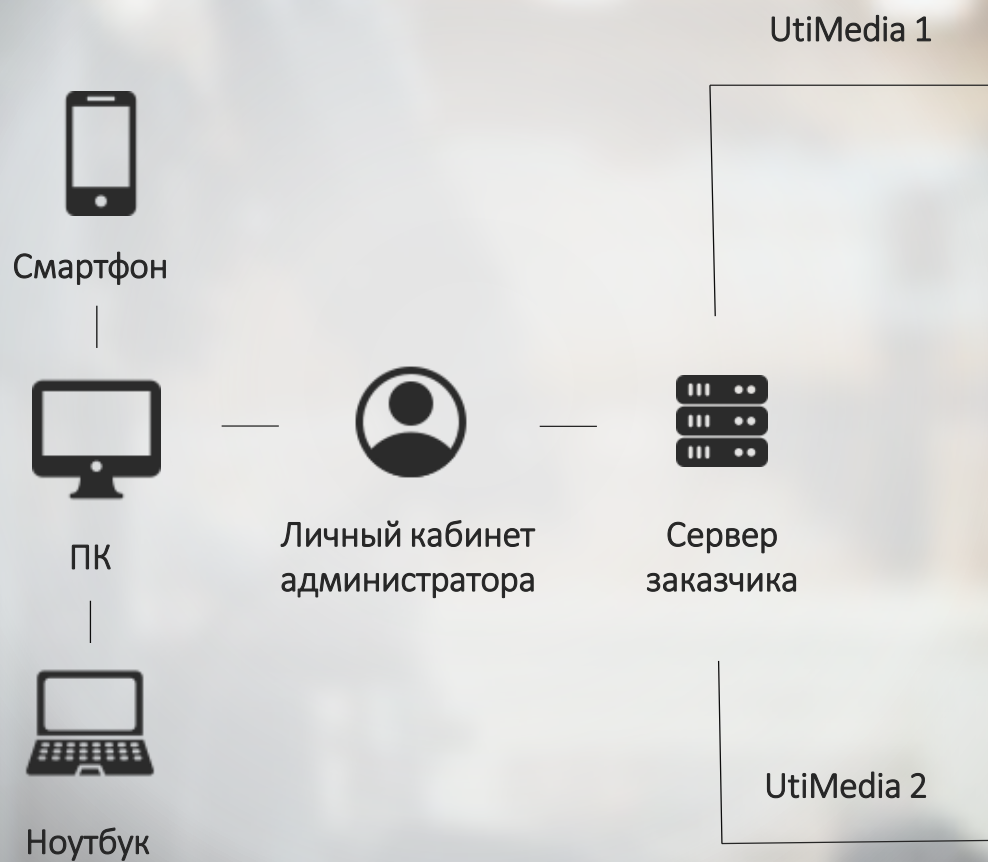 UtiMedia 1
Смартфон
ПК
Личный кабинет
администратора
Сервер
заказчика
UtiMedia 2
Ноутбук